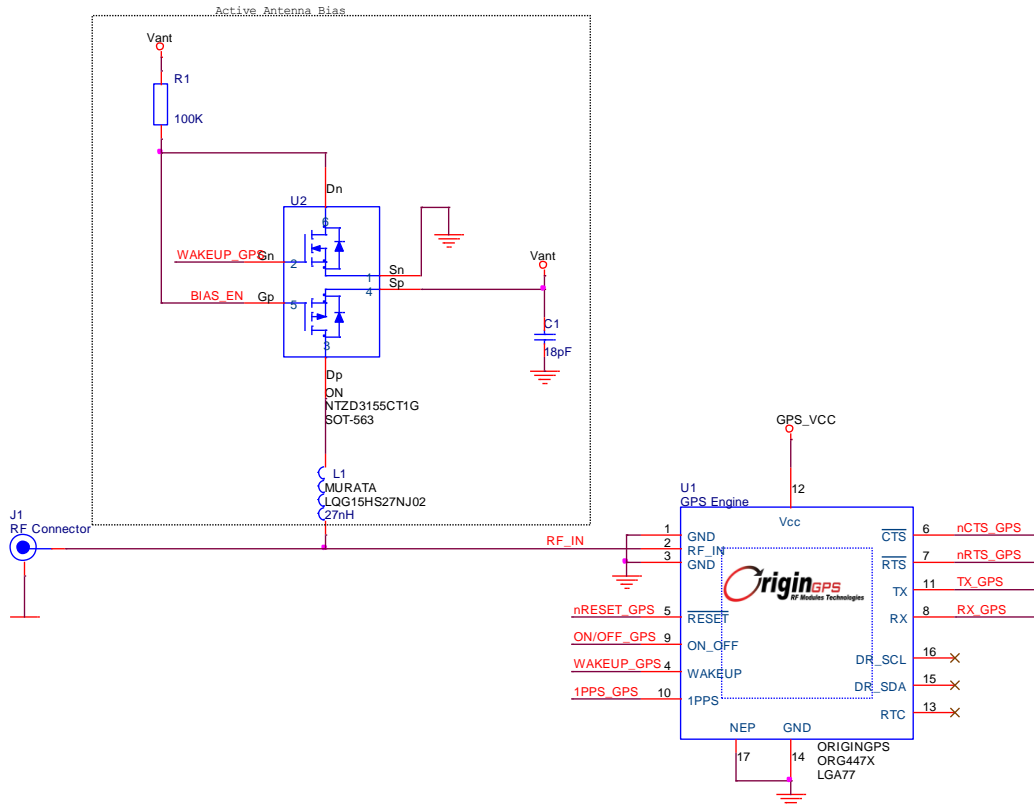 Active Antenna Bias
Vant
R1
100K
Dn
U2
6
WAKEUP_GPS
Gn
2
1
Sn
Sp
4
BIAS_EN
Gp
5
3
Vant
C1
18pF
Dp
ON
NTZD3155CT1G
SOT-563
L1
MURATA
LQG15HS27NJ02
27nH
J1
RF Connector
RF_IN
GPS_VCC
12
U1
GPS Engine
Vcc
1 GND
2 RF_IN
3 GND
nRESET_GPS 5 RESET
ON/OFF_GPS 9 ON_OFF
WAKEUP_GPS 4 WAKEUP
1PPS_GPS 10 1PPS
OriginGPS
RF Modules Technologies
CTS 6 nCTS_GPS
RTS 7 nRTS_GPS
TX 11 TX_GPS
RX 8 RX_GPS
DR_SCL 16
DR_SDA 15
RTC 13
NEP GND
17 14
ORIGINGPS
ORG447X
LGA77